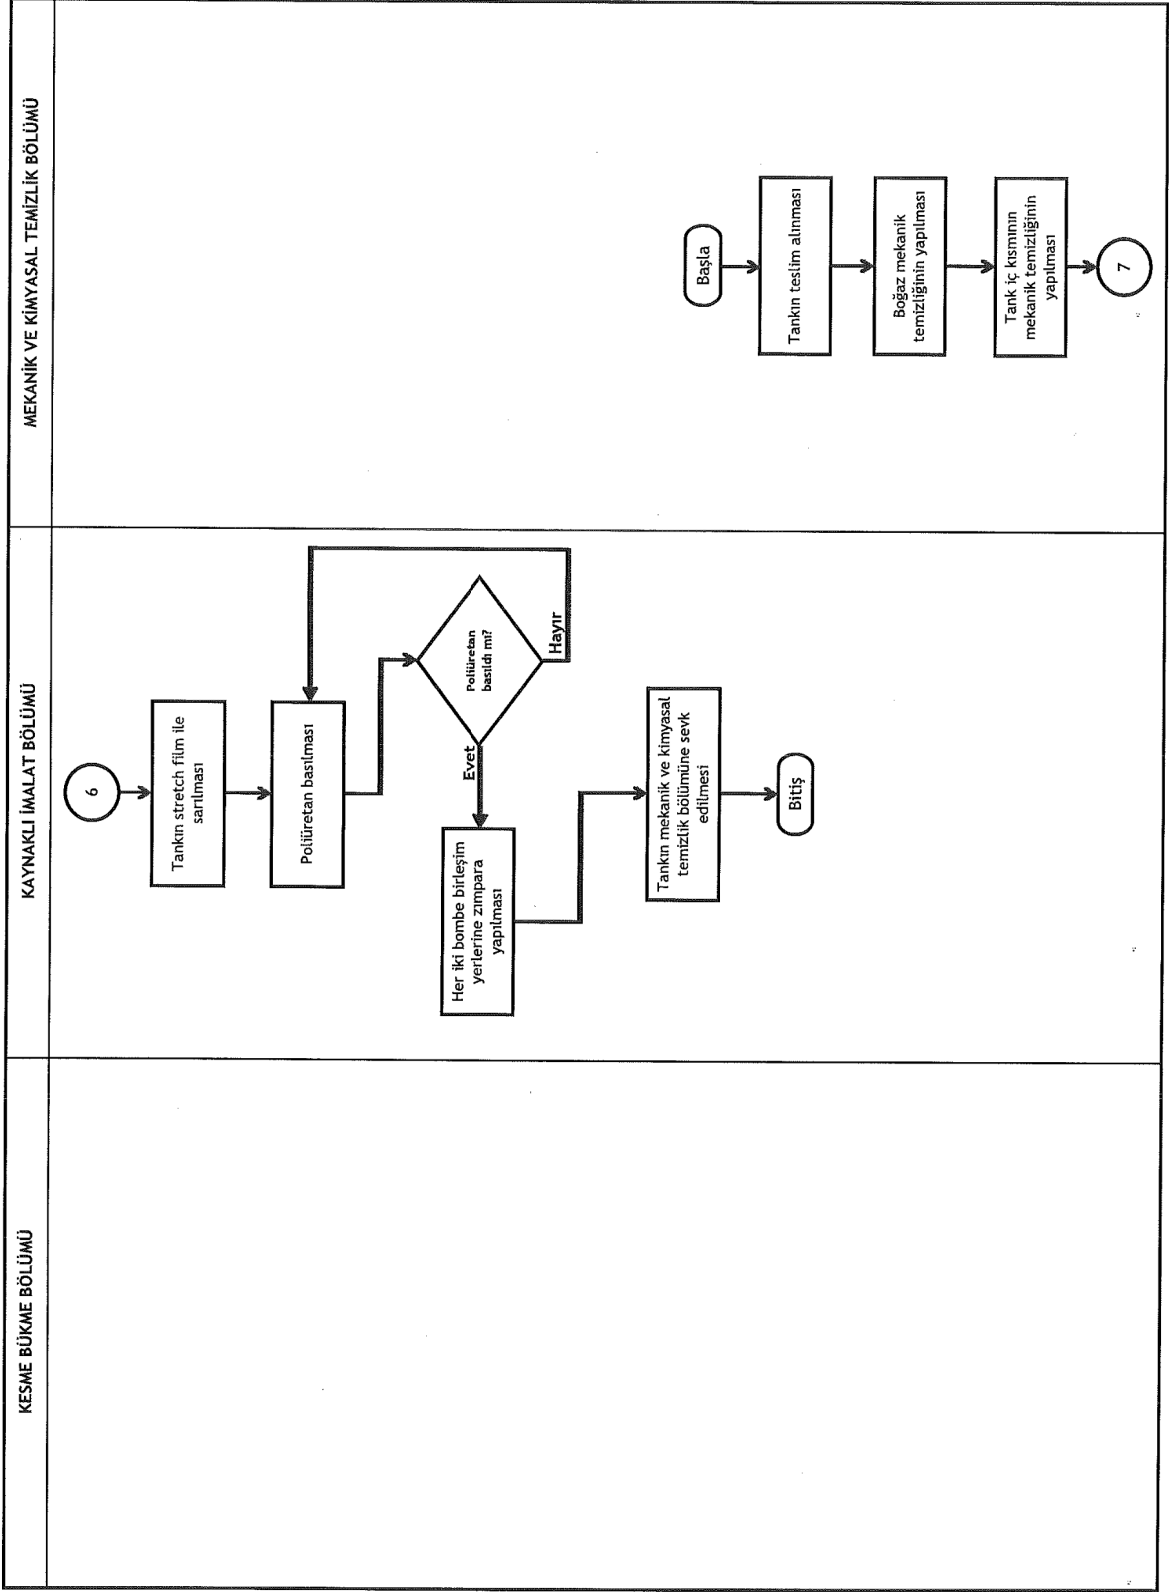 KESME BÜKME BÖLÜMÜ
KAYNAKLI İMALAT BÖLÜMÜ
MEKANİK VE KİMYASAL TEMİZLİK BÖLÜMÜ
6
Tankın stretch film ile
sarılması
Poliüretan basılması
Poliüretan
basıldı mı?
Evet
Hayır
Her iki bombe birleşim
yerlerine zımpara
yapılması
Tankın mekanik ve kimyasal
temizlik bölümüne sevk
edilmesi
Bitiş
Başla
Tankın teslim alınması
Boğaz mekanik
temizliğinin yapılması
Tank iç kısmının
mekanik temizliğinin
yapılması
7